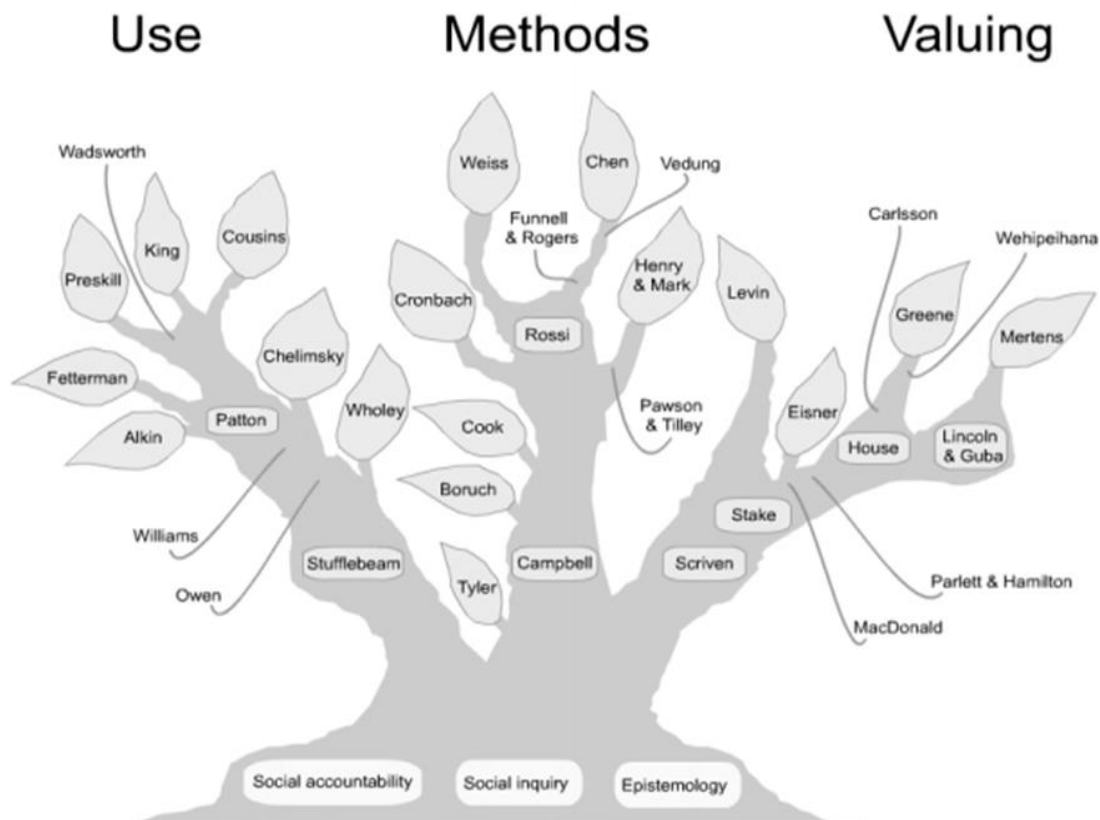 Use
Methods
Valuing
Wadsworth
King
Cousins
Preskill
Chelimsky
Fetterman
Wholey
Alkin
Patton
Williams
Owen
Stufflebeam
Weiss
Chen
Vedung
Funnell
& Rogers
Henry
& Mark
Cronbach
Rossi
Cook
Pawson
& Tilley
Boruch
Tyler
Campbell
Levin
Carlsson
Wehipeihana
Greene
Mertens
Eisner
House
Lincoln
& Guba
Stake
Scriven
Parlett & Hamilton
MacDonald
Social accountability
Social inquiry
Epistemology